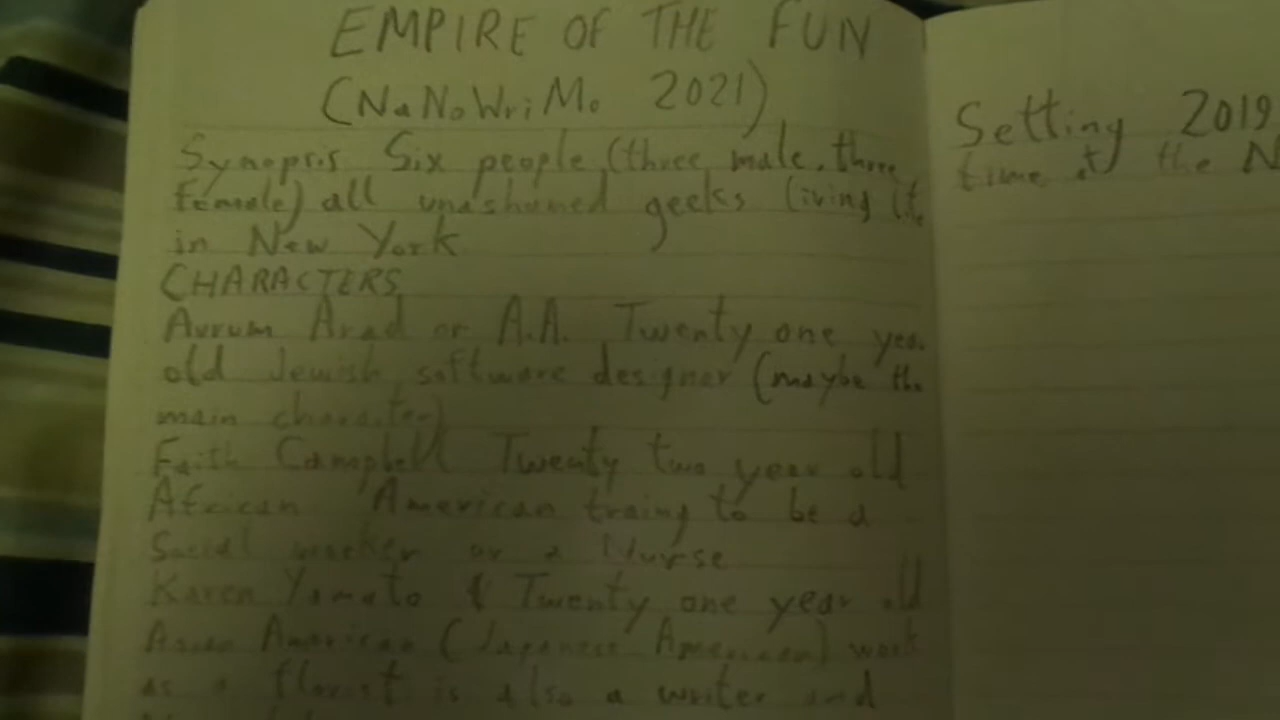 EMPIRE OF THE FUN
(NaNoWriMo 2021)
Synopsis Six people (three male, three
female) all unashamed geeks living life
in New York
CHARACTERS
Aurum Arad or A.A. Twenty one year
old Jewish software designer (maybe the
main character)
Faith Campbell Twenty two year old
African American traing to be a
Social worker or a Nurse
Karen Yamato Twenty one year old
Asian American (Japanese American) work
as a florist is also a writer and
Setting 2019
time at the N